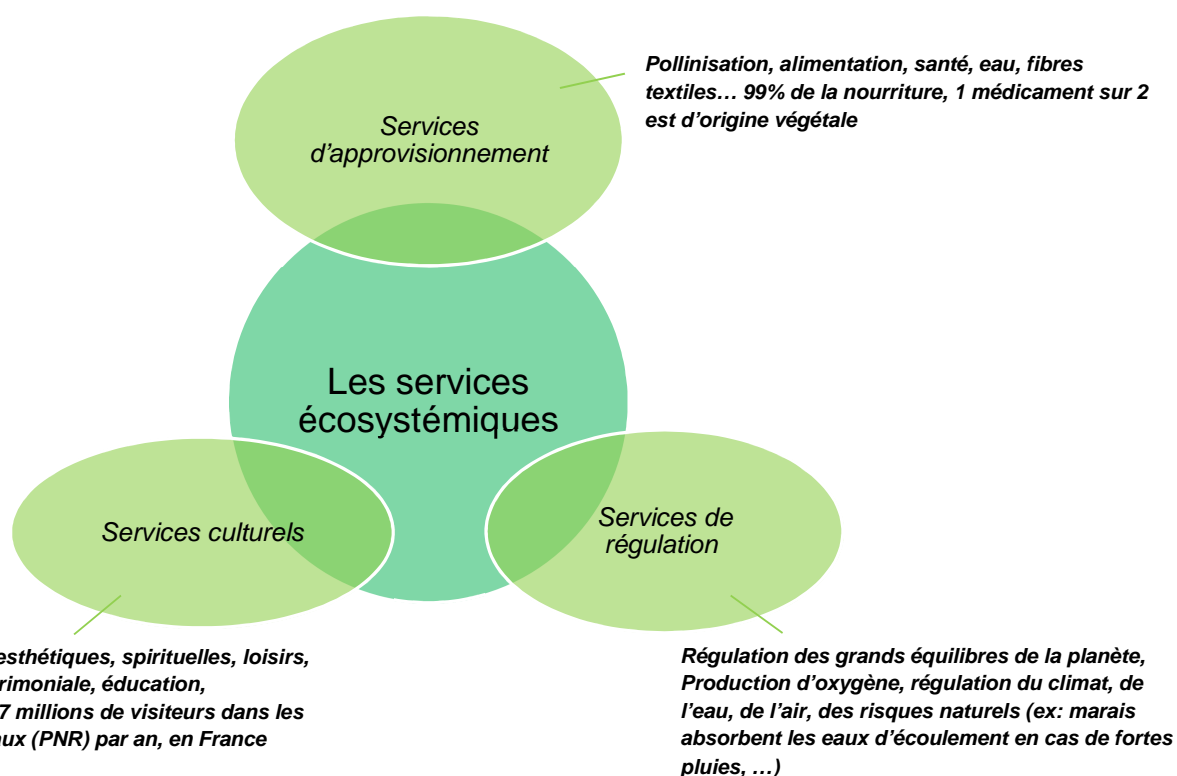 Pollinisation, alimentation, santé, eau, fibres
textiles… 99% de la nourriture, 1 médicament sur 2
est d’origine végétale
Services
d’approvisionnement
Les services
écosystémiques
Services culturels
Services de
régulation
esthétiques, spirituelles, loisirs,
éducation,
7 millions de visiteurs dans les
(PNR) par an, en France
Régulation des grands équilibres de la planète,
Production d’oxygène, régulation du climat, de
l’eau, de l’air, des risques naturels (ex: marais
absorbent les eaux d’écoulement en cas de fortes
pluies, …)